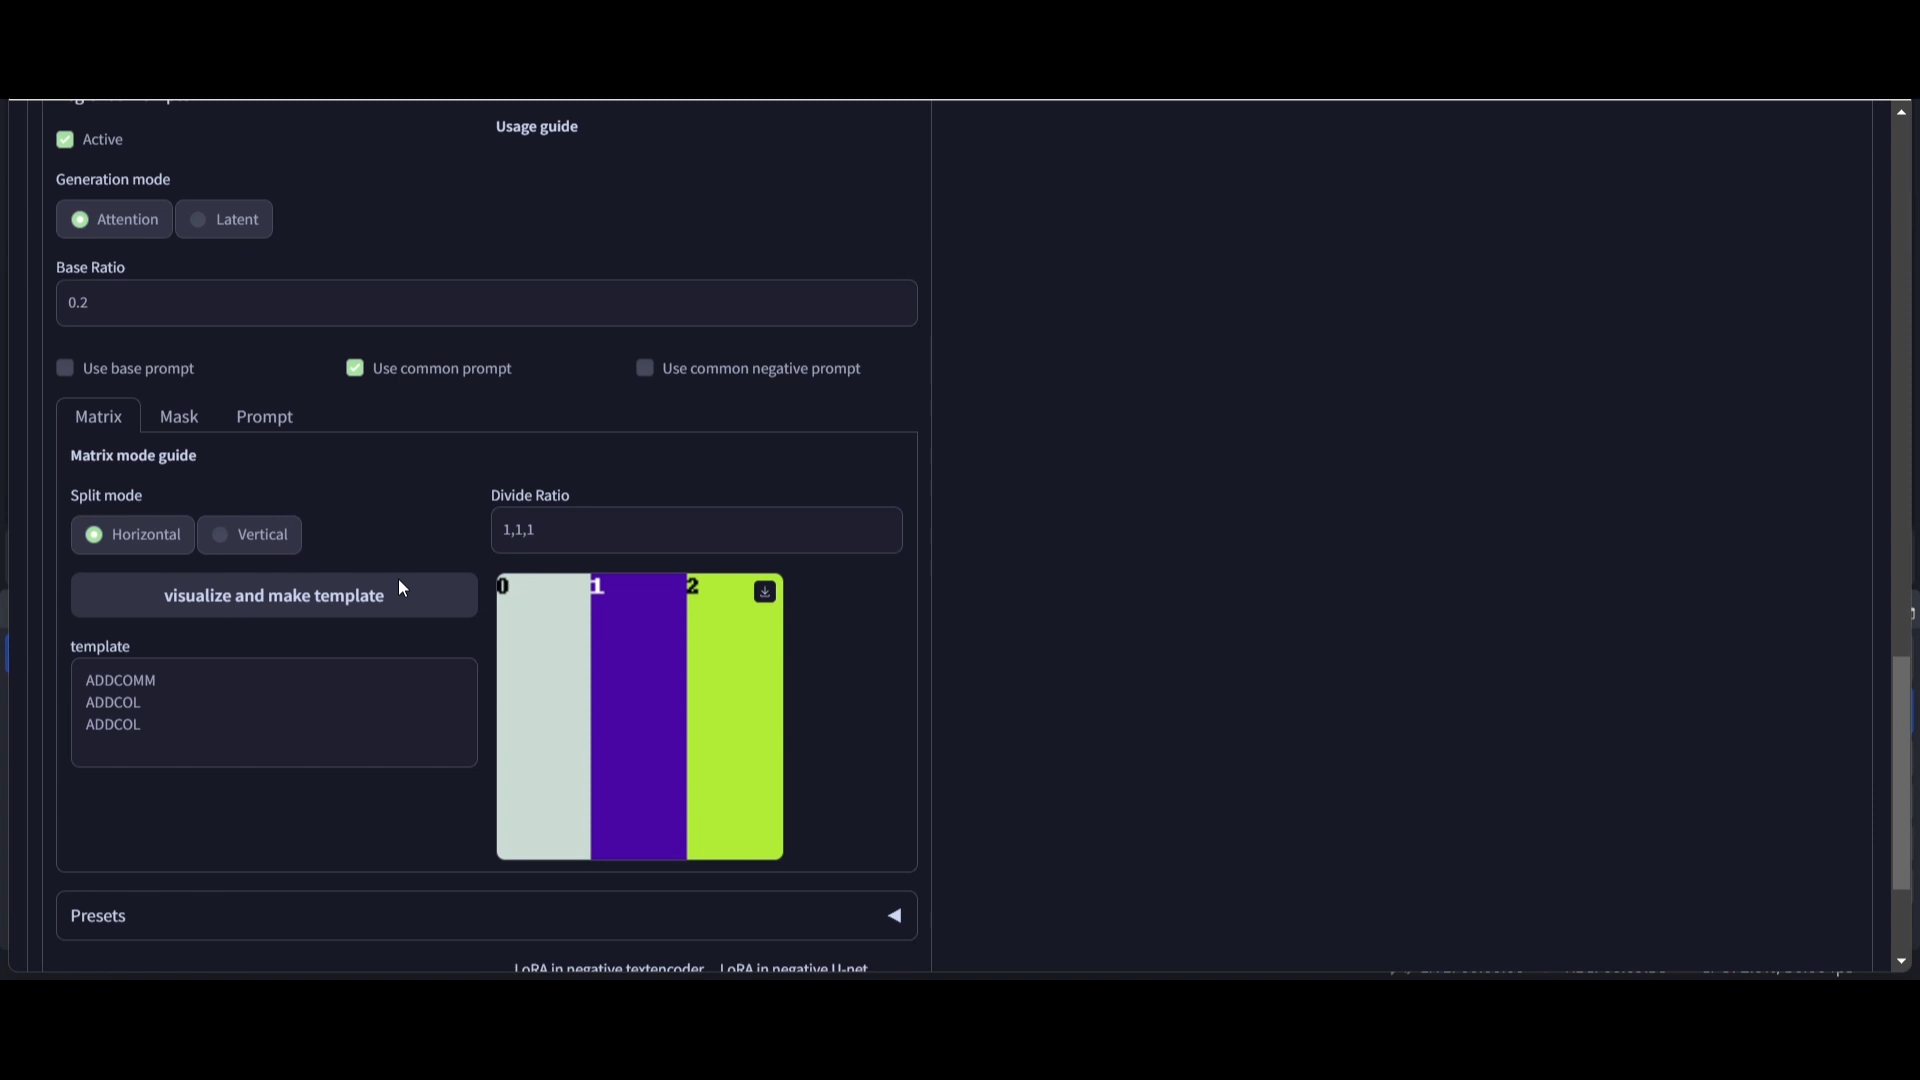 Usage guide
Active
Generation mode
Attention
Latent
Base Ratio
0.2
Use base prompt
Use common prompt
Use common negative prompt
Matrix
Mask
Prompt
Matrix mode guide
Split mode
Divide Ratio
Horizontal
Vertical
1,1,1
visualize and make template
0
1
2
template
ADDCOMM
ADDCOL
ADDCOL
Presets
LoRA in negative textencoder
LoRA in negative U-net